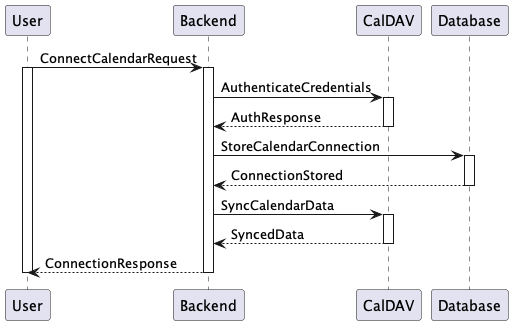 User Backend CalDAV Database
ConnectCalendarRequest
AuthenticateCredentials
AuthResponse
StoreCalendarConnection
ConnectionStored
SyncCalendarData
SyncedData
ConnectionResponse
User Backend CalDAV Database